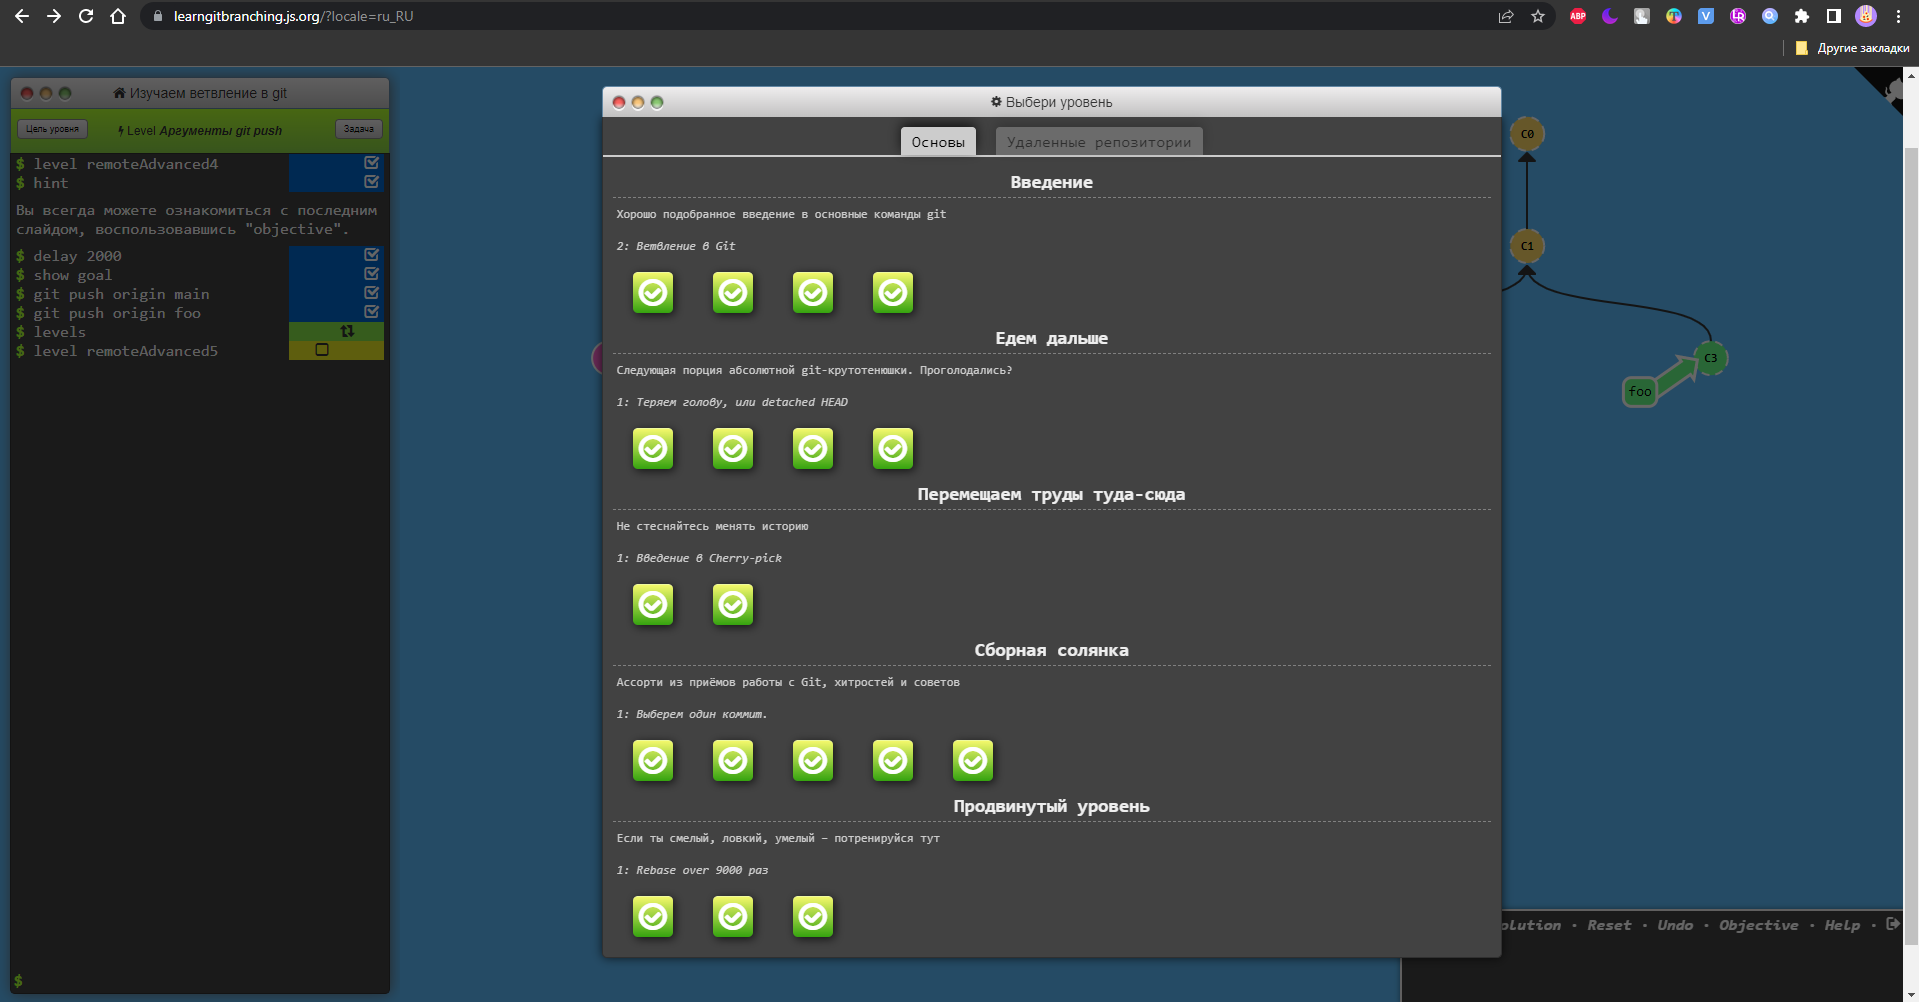 learngitbranching.js.org/?locale=ru_RU
ABP
V
Другие закладки
Изучаем ветвление в git
Цель уровня
Level Аргументы git push
Задача
$ level remoteAdvanced4
$ hint
Вы всегда можете ознакомиться с последним
слайдом, воспользовавшись "objective".
$ delay 2000
$ show goal
$ git push origin main
$ git push origin foo
$ levels
$ level remoteAdvanced5
$
Выбери уровень
Основы
Удаленные репозитории
Введение
Хорошо подобранное введение в основные команды git
2: Ветвление в Git
Едем дальше
Следующая порция абсолютной git-крутотенюшки. Проголодались?
1: Теряем голову, или detached HEAD
Перемещаем труды туда-сюда
Не стесняйтесь менять историю
1: Введение в Cherry-pick
Сборная солянка
Ассорти из приёмов работы с Git, хитростей и советов
1: Выберем один коммит.
Продвинутый уровень
Если ты смелый, ловкий, умелый – потренируйся тут
1: Rebase over 9000 раз
C0
C1
C3
foo
olution · Reset · Undo · Objective · Help ·